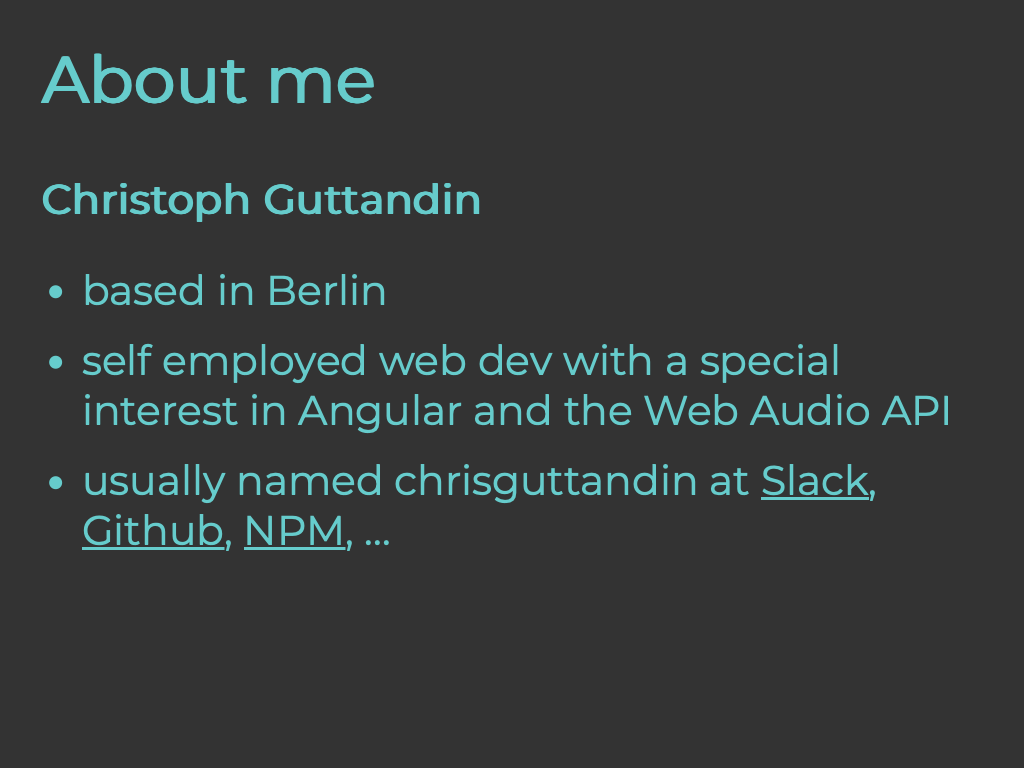 About me
Christoph Guttandin
• based in Berlin
• self employed web dev with a special
interest in Angular and the Web Audio API
• usually named chrisguttandin at Slack,
Github, NPM, ...